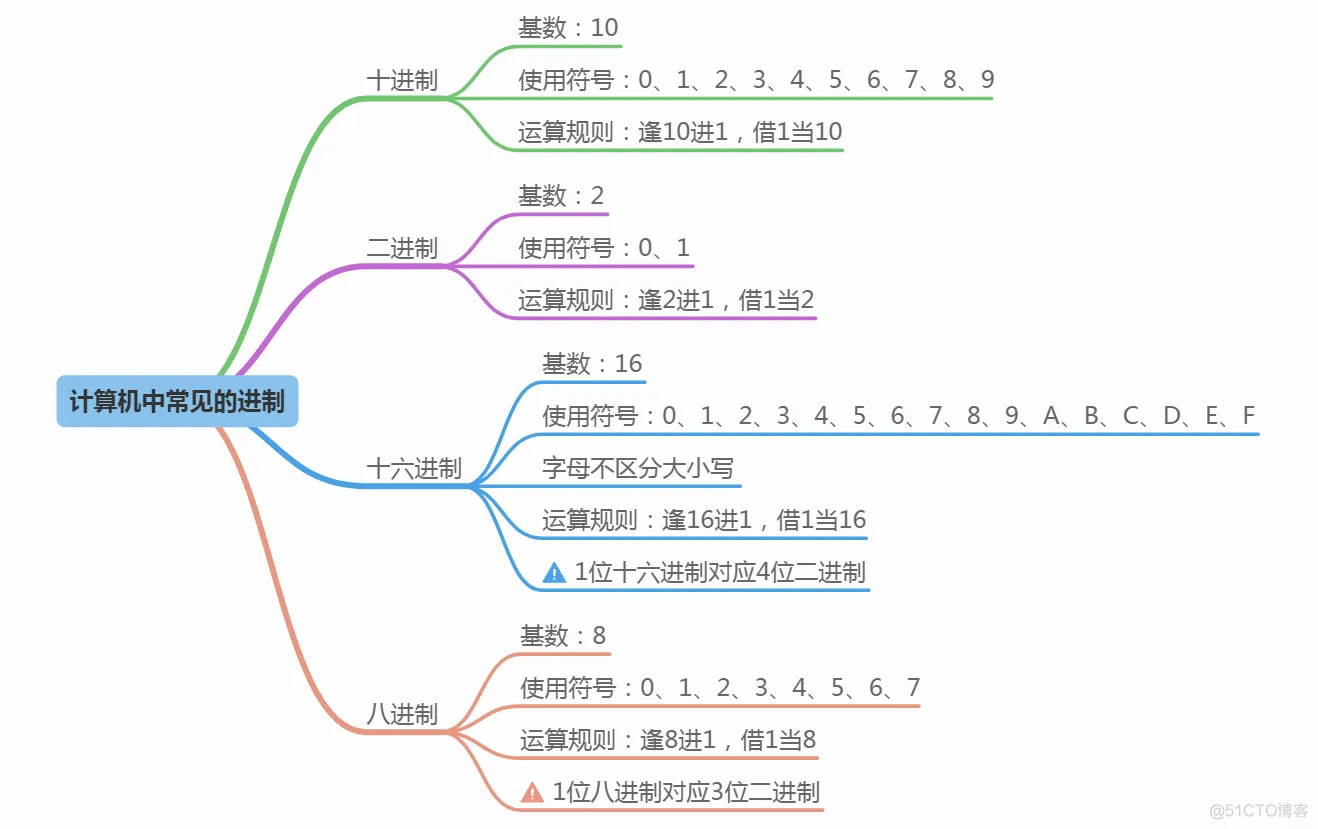 计算机中常见的进制
十进制
基数：10
使用符号：0、1、2、3、4、5、6、7、8、9
运算规则：逢10进1，借1当10
二进制
基数：2
使用符号：0、1
运算规则：逢2进1，借1当2
十六进制
基数：16
使用符号：0、1、2、3、4、5、6、7、8、9、A、B、C、D、E、F
字母不区分大小写
运算规则：逢16进1，借1当16
1位十六进制对应4位二进制
八进制
基数：8
使用符号：0、1、2、3、4、5、6、7
运算规则：逢8进1，借1当8
1位八进制对应3位二进制
@51CTO博客